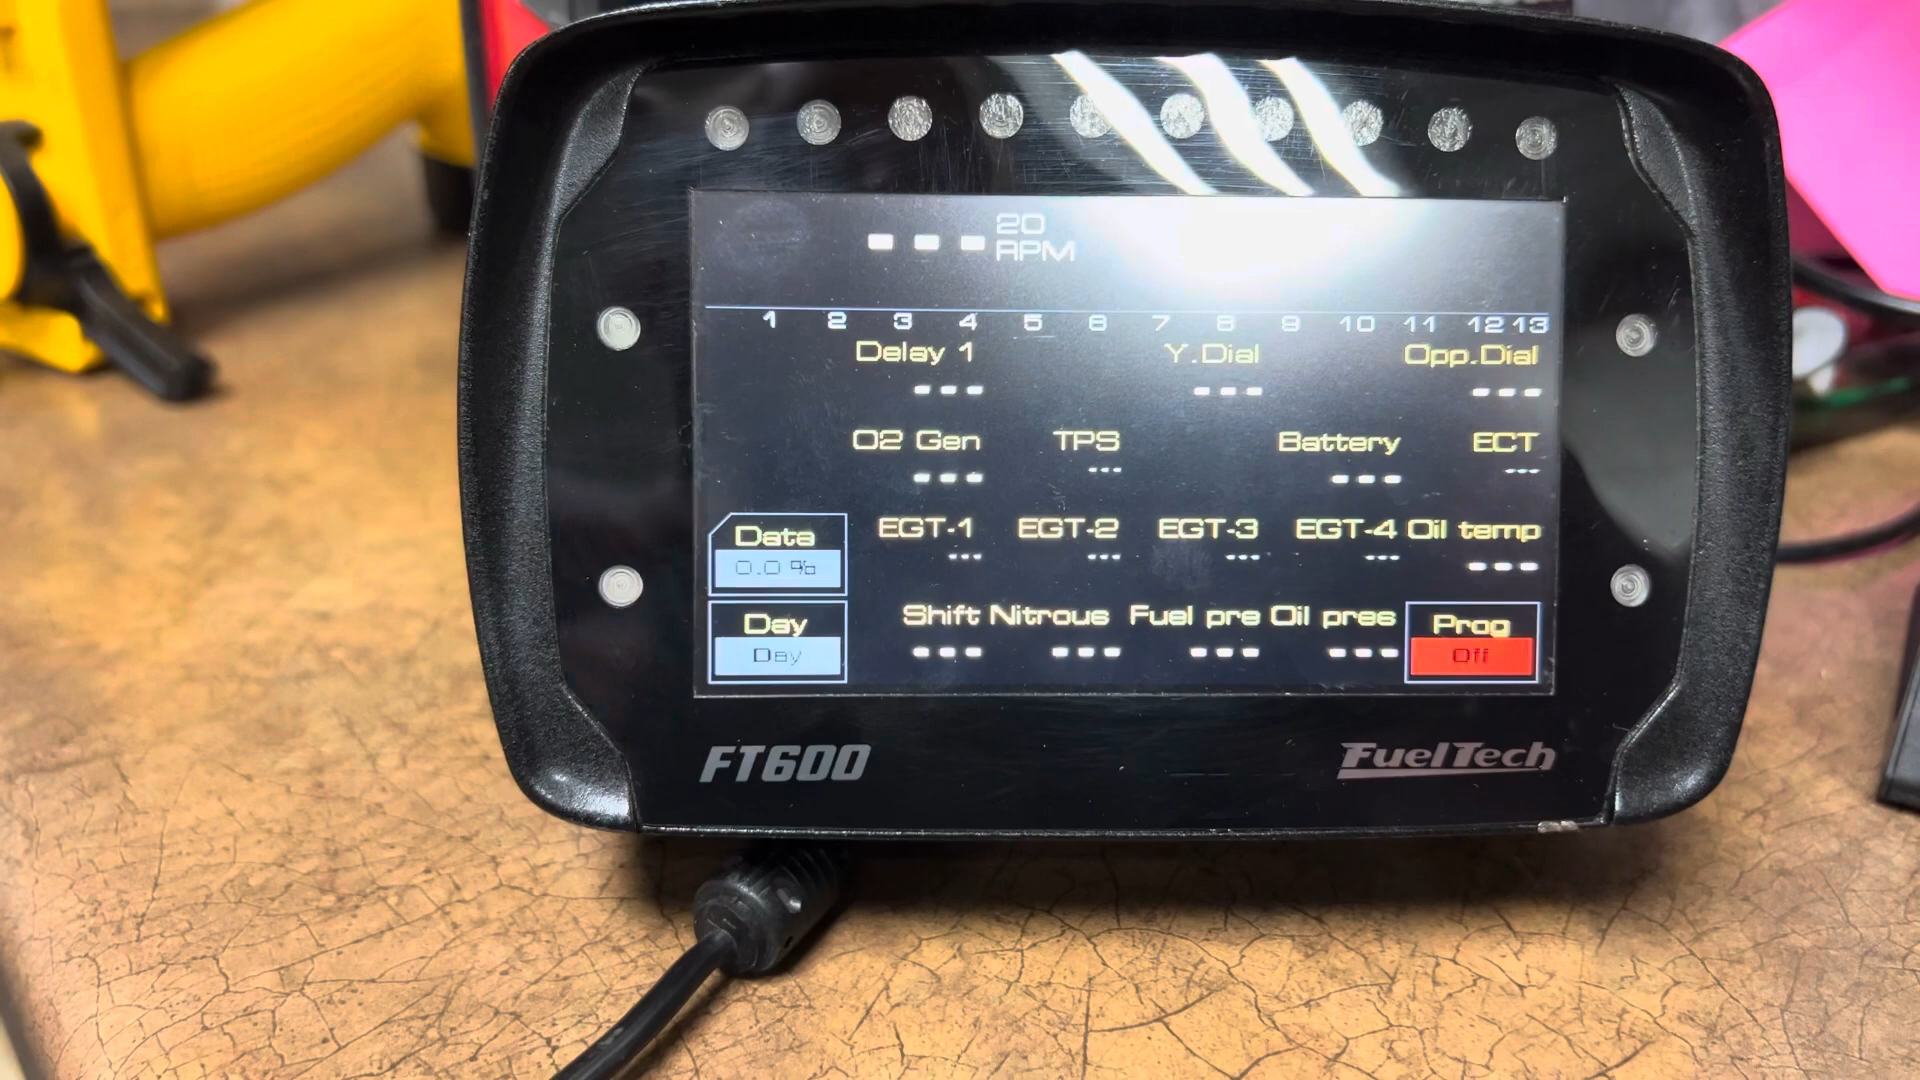 20
--- RPM
1 2 3 4 5 6 7 8 9 10 11 12 13
Delay 1 Y.Dial Opp.Dial
--- --- ---
O2 Gen TPS Battery ECT
--- --- --- ---
Data EGT-1 EGT-2 EGT-3 EGT-4 Oil temp
0.0 % --- --- --- --- ---
Day Shift Nitrous Fuel pre Oil pres Prog
Day --- --- --- --- Off
FT600 FuelTech